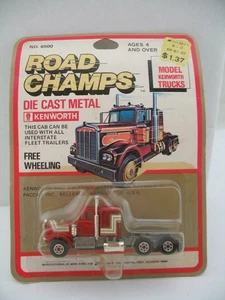 NO. 6500
AGES 4
AND OVER
$1.37
ROAD
CHAMPS
MODEL
KENWORTH
TRUCKS
DIE CAST METAL
KENWORTH
THIS CAB CAN BE
USED WITH ALL
INTERSTATE
FLEET TRAILERS
FREE
WHEELING